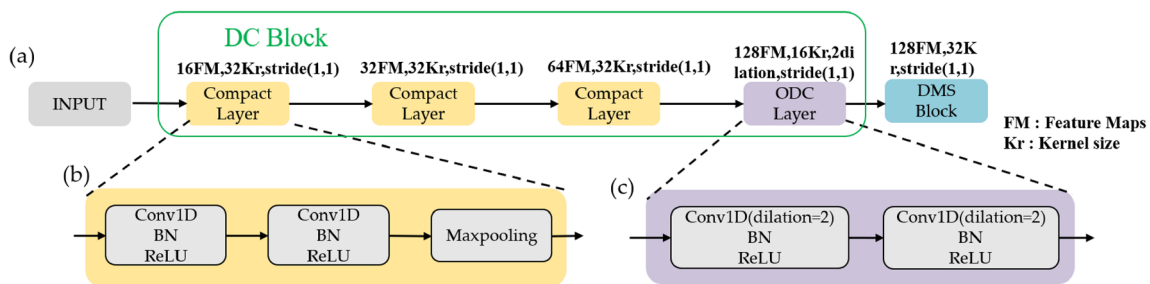 (a)
DC Block
INPUT
16FM,32Kr,stride(1,1)
Compact
Layer
32FM,32Kr,stride(1,1)
Compact
Layer
64FM,32Kr,stride(1,1)
Compact
Layer
128FM,16Kr,2di
lation,stride(1,1)
ODC
Layer
128FM,32K
r,stride(1,1)
DMS
Block
FM : Feature Maps
Kr : Kernel size
(b)
Conv1D
BN
ReLU
Conv1D
BN
ReLU
Maxpooling
(c)
Conv1D(dilation=2)
BN
ReLU
Conv1D(dilation=2)
BN
ReLU